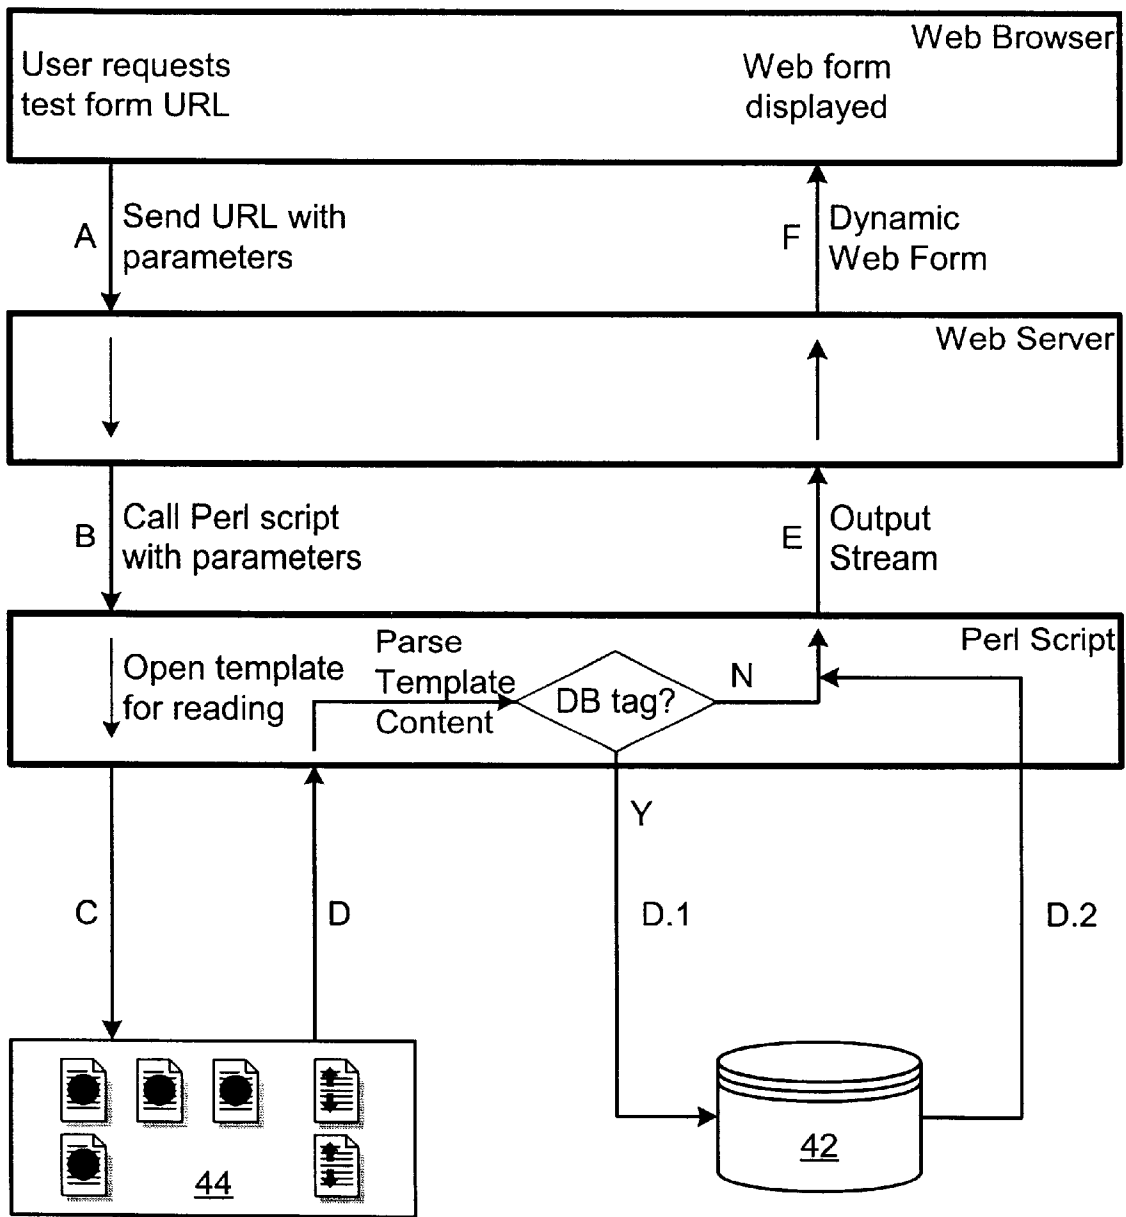 Web Browser
User requests
test form URL
Web form
displayed
A
Send URL with
parameters
F
Dynamic
Web Form
Web Server
B
Call Perl script
with parameters
E
Output
Stream
Perl Script
Open template
for reading
Parse
Template
Content
DB tag?
N
Y
C
D
D.1
D.2
44
42